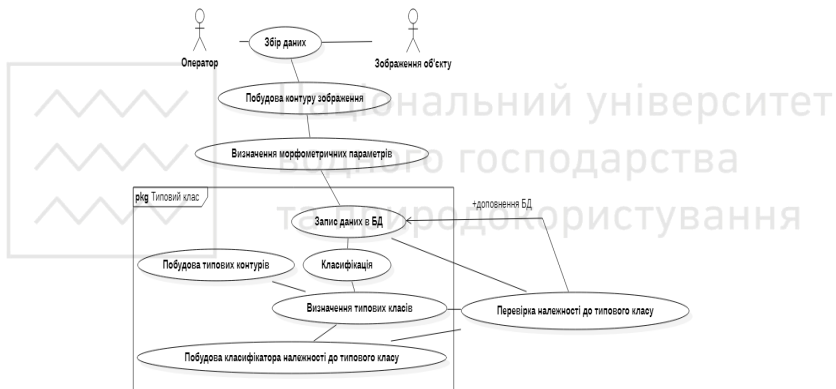 Оператор
Збір даних
Зображення об'єкту
Побудова контуру зображення
Національний університет
Визначення морфометричних параметрів
водного господарства
pkg Типовий клас
та природокористування
+доповнення БД
Запис даних в БД
Побудова типових контурів
Класифікація
Визначення типових класів
Перевірка належності до типового класу
Побудова класифікатора належності до типового класу